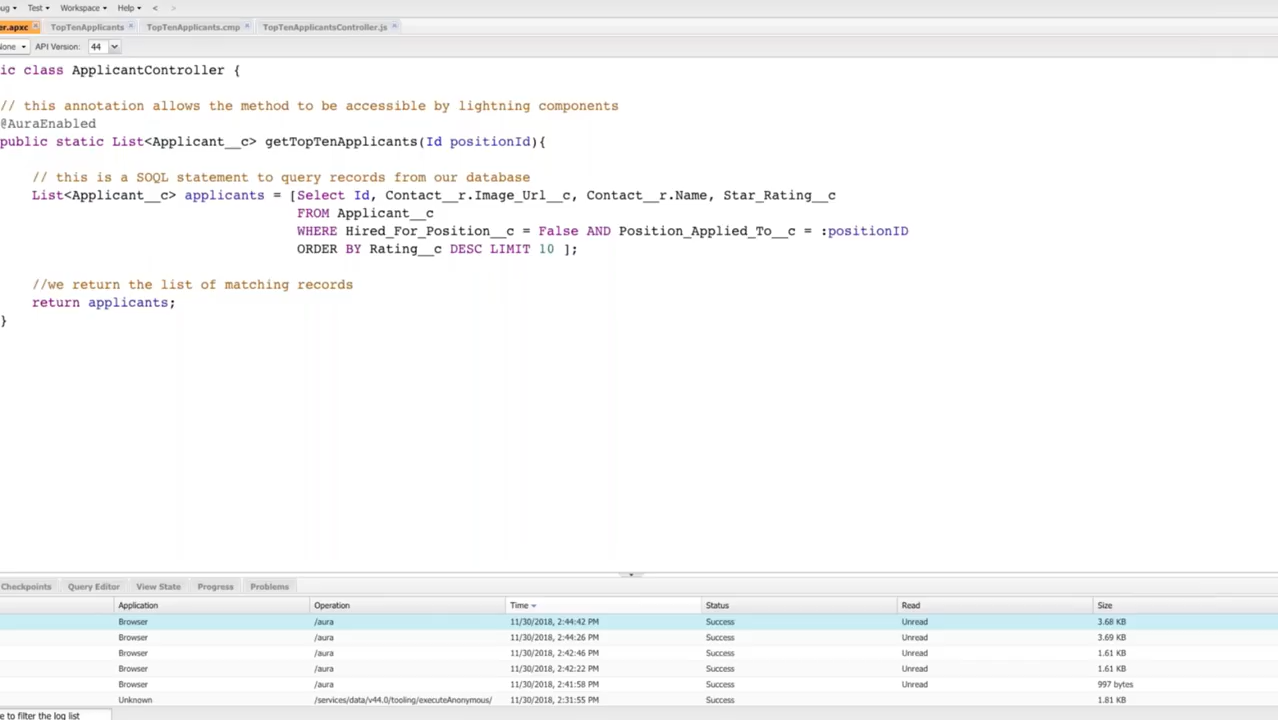 ug Test Workspace Help < >
er.apxc TopTenApplicants TopTenApplicants.cmp TopTenApplicantsController.js
None API Version: 44
ic class ApplicantController {
// this annotation allows the method to be accessible by lightning components
@AuraEnabled
public static List<Applicant__c> getTopTenApplicants(Id positionId){
// this is a SOQL statement to query records from our database
List<Applicant__c> applicants = [Select Id, Contact__r.Image_Url__c, Contact__r.Name, Star_Rating__c
FROM Applicant__c
WHERE Hired_For_Position__c = False AND Position_Applied_To__c = :positionID
ORDER BY Rating__c DESC LIMIT 10 ];
//we return the list of matching records
return applicants;
}
Checkpoints Query Editor View State Progress Problems
Application Operation Time Status Read Size
Browser /aura 11/30/2018, 2:44:42 PM Success Unread 3.68 KB
Browser /aura 11/30/2018, 2:44:26 PM Success Unread 3.69 KB
Browser /aura 11/30/2018, 2:42:46 PM Success Unread 1.61 KB
Browser /aura 11/30/2018, 2:42:22 PM Success Unread 1.61 KB
Browser /aura 11/30/2018, 2:41:58 PM Success Unread 997 bytes
Unknown /services/data/v44.0/tooling/executeAnonymous/ 11/30/2018, 2:31:55 PM Success 1.81 KB
e to filter the log list